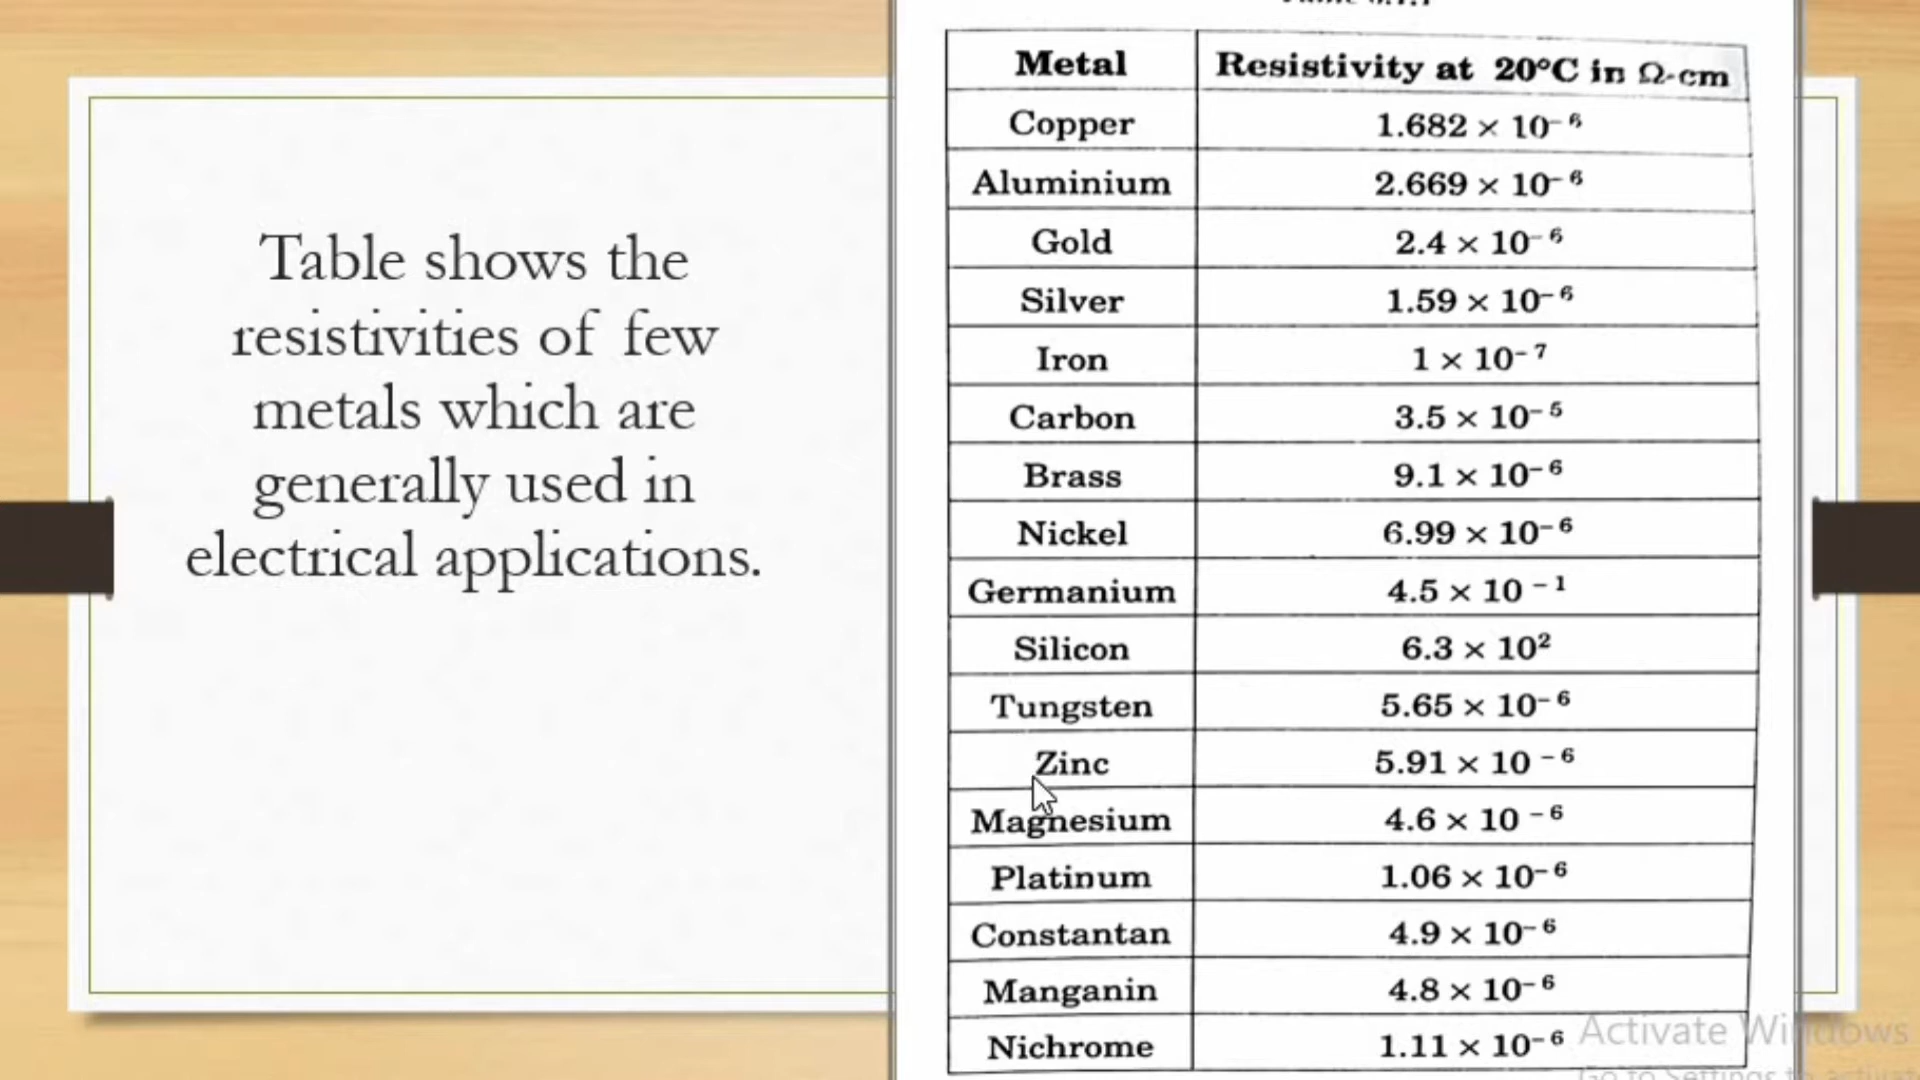 Table shows the
resistivities of few
metals which are
generally used in
electrical applications.
Metal Resistivity at 20°C in Ω-cm
Copper 1.682 × 10⁻⁶
Aluminium 2.669 × 10⁻⁶
Gold 2.4 × 10⁻⁶
Silver 1.59 × 10⁻⁶
Iron 1 × 10⁻⁷
Carbon 3.5 × 10⁻⁵
Brass 9.1 × 10⁻⁶
Nickel 6.99 × 10⁻⁶
Germanium 4.5 × 10⁻¹
Silicon 6.3 × 10²
Tungsten 5.65 × 10⁻⁶
Zinc 5.91 × 10⁻⁶
Magnesium 4.6 × 10⁻⁶
Platinum 1.06 × 10⁻⁶
Constantan 4.9 × 10⁻⁶
Manganin 4.8 × 10⁻⁶
Nichrome 1.11 × 10⁻⁶
Activate Windows